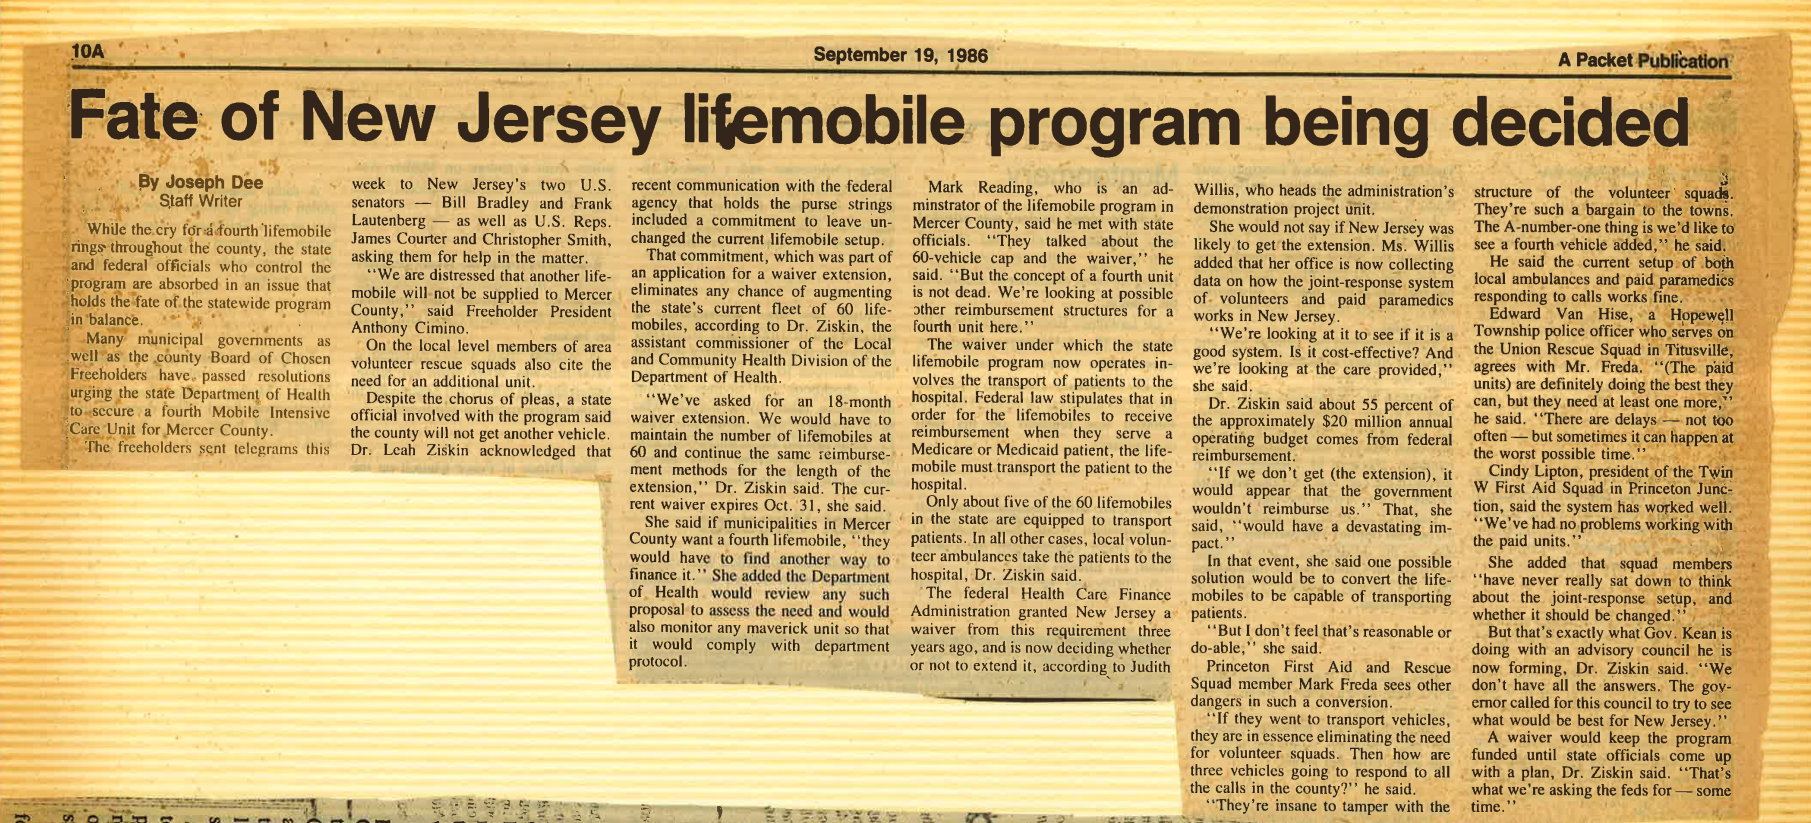 10A
September 19, 1986
A Packet Publication
Fate of New Jersey lifemobile program being decided
By Joseph Dee
Staff Writer
While the cry for a fourth lifemobile
rings throughout the county, the state
and federal officials who control the
program are absorbed in an issue that
holds the fate of the statewide program
in balance.
Many municipal governments as
well as the county Board of Chosen
Freeholders have passed resolutions
urging the state Department of Health
to secure a fourth Mobile Intensive
Care Unit for Mercer County.
The freeholders sent telegrams this
week to New Jersey's two U.S.
senators — Bill Bradley and Frank
Lautenberg — as well as U.S. Reps.
James Courter and Christopher Smith,
asking them for help in the matter.
"We are distressed that another life-
mobile will not be supplied to Mercer
County," said Freeholder President
Anthony Cimino.
On the local level members of area
volunteer rescue squads also cite the
need for an additional unit.
Despite the chorus of pleas, a state
official involved with the program said
the county will not get another vehicle.
Dr. Leah Ziskin acknowledged that
recent communication with the federal
agency that holds the purse strings
included a commitment to leave un-
changed the current lifemobile setup.
That commitment, which was part of
an application for a waiver extension,
eliminates any chance of augmenting
the state's current fleet of 60 life-
mobiles, according to Dr. Ziskin, the
assistant commissioner of the Local
and Community Health Division of the
Department of Health.
"We've asked for an 18-month
waiver extension. We would have to
maintain the number of lifemobiles at
60 and continue the same reimburse-
ment methods for the length of the
extension," Dr. Ziskin said. The cur-
rent waiver expires Oct. 31, she said.
She said if municipalities in Mercer
County want a fourth lifemobile, "they
would have to find another way to
finance it." She added the Department
of Health would review any such
proposal to assess the need and would
also monitor any maverick unit so that
it would comply with department
protocol.
Mark Reading, who is an ad-
minstrator of the lifemobile program in
Mercer County, said he met with state
officials. "They talked about the
60-vehicle cap and the waiver," he
said. "But the concept of a fourth unit
is not dead. We're looking at possible
other reimbursement structures for a
fourth unit here."
The waiver under which the state
lifemobile program now operates in-
volves the transport of patients to the
hospital. Federal law stipulates that in
order for the lifemobiles to receive
reimbursement when they serve a
Medicare or Medicaid patient, the life-
mobile must transport the patient to the
hospital.
Only about five of the 60 lifemobiles
in the state are equipped to transport
patients. In all other cases, local volun-
teer ambulances take the patients to the
hospital, Dr. Ziskin said.
The federal Health Care Finance
Administration granted New Jersey a
waiver from this requirement three
years ago, and is now deciding whether
or not to extend it, according to Judith
Willis, who heads the administration's
demonstration project unit.
She would not say if New Jersey was
likely to get the extension. Ms. Willis
added that her office is now collecting
data on how the joint-response system
of volunteers and paid paramedics
works in New Jersey.
"We're looking at it to see if it is a
good system. Is it cost-effective? And
we're looking at the care provided,"
she said.
Dr. Ziskin said about 55 percent of
the approximately $20 million annual
operating budget comes from federal
reimbursement.
"If we don't get (the extension), it
would appear that the government
wouldn't reimburse us." That, she
said, "would have a devastating im-
pact."
In that event, she said one possible
solution would be to convert the life-
mobiles to be capable of transporting
patients.
"But I don't feel that's reasonable or
do-able," she said.
Princeton First Aid and Rescue
Squad member Mark Freda sees other
dangers in such a conversion.
"If they went to transport vehicles,
they are in essence eliminating the need
for volunteer squads. Then how are
three vehicles going to respond to all
the calls in the county?" he said.
"They're insane to tamper with the
structure of the volunteer squads.
They're such a bargain to the towns.
The A-number-one thing is we'd like to
see a fourth vehicle added," he said.
He said the current setup of both
local ambulances and paid paramedics
responding to calls works fine.
Edward Van Hise, a Hopewell
Township police officer who serves on
the Union Rescue Squad in Titusville,
agrees with Mr. Freda. "(The paid
units) are definitely doing the best they
can, but they need at least one more,"
he said. "There are delays — not too
often — but sometimes it can happen at
the worst possible time."
Cindy Lipton, president of the Twin
W First Aid Squad in Princeton Junc-
tion, said the system has worked well.
"We've had no problems working with
the paid units."
She added that squad members
"have never really sat down to think
about the joint-response setup, and
whether it should be changed."
But that's exactly what Gov. Kean is
doing with an advisory council he is
now forming, Dr. Ziskin said. "We
don't have all the answers. The gov-
ernor called for this council to try to see
what would be best for New Jersey."
A waiver would keep the program
funded until state officials come up
with a plan, Dr. Ziskin said. "That's
what we're asking the feds for — some
time."